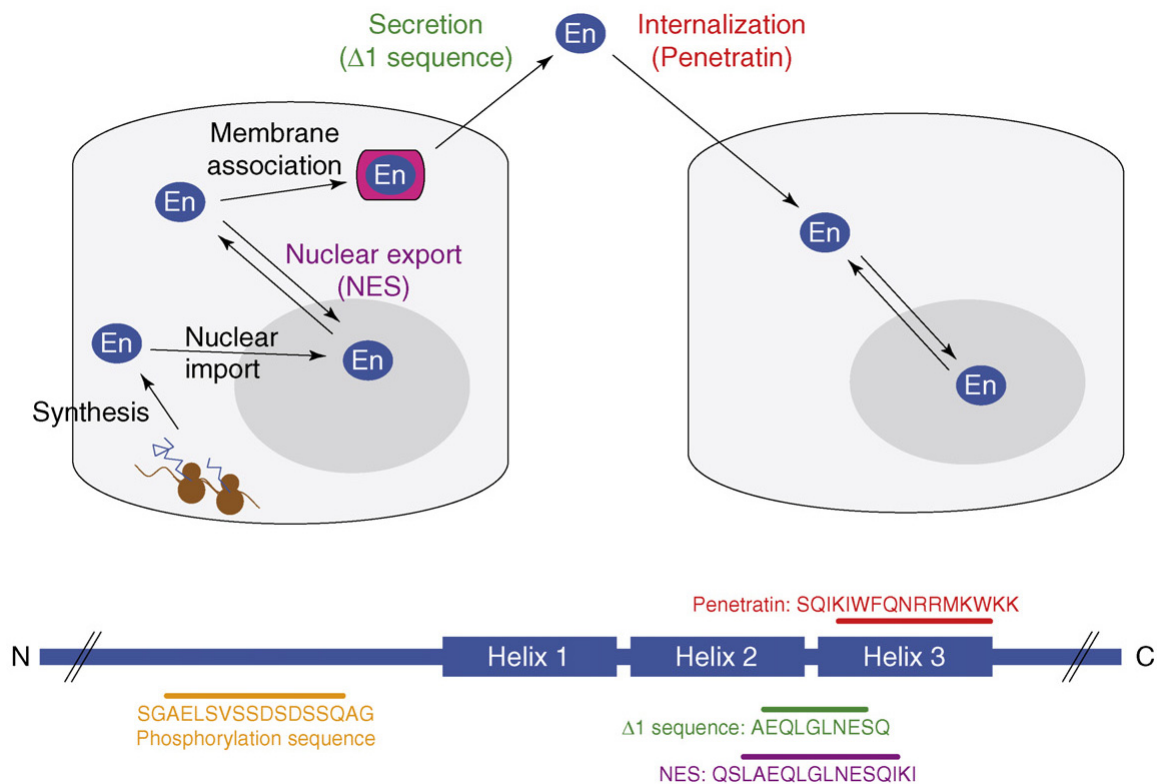 Secretion
(Δ1 sequence)
En
Internalization
(Penetratin)
Membrane
association
En
En
Nuclear export
(NES)
En
Nuclear
import
En
Synthesis
En
En
Penetratin: SQIKIWFQNRRMKWKK
N
Helix 1
Helix 2
Helix 3
C
SGAELSVSSDSDSSQAG
Phosphorylation sequence
Δ1 sequence: AEQLGLNESQ
NES: QSLAEQLGLNESQIKI